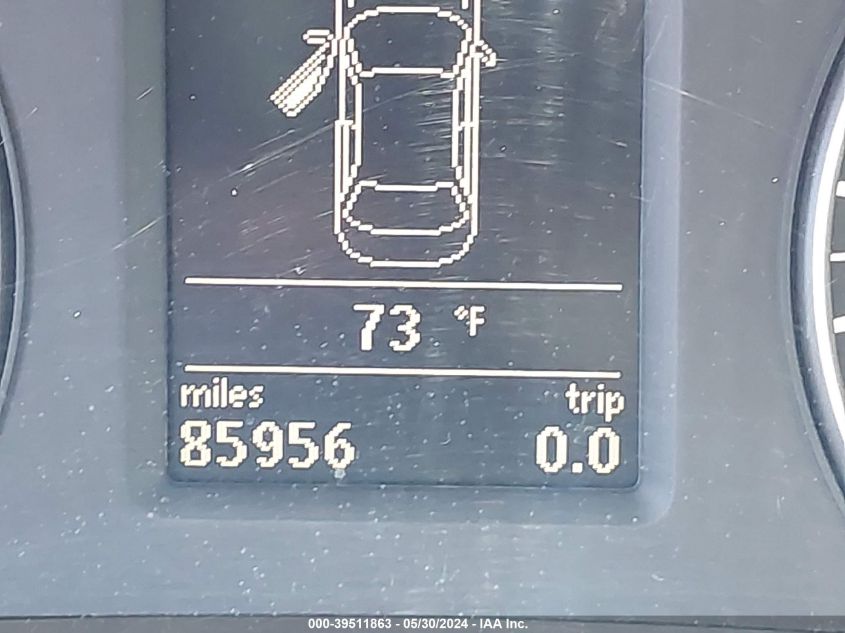 73 °F
miles trip
85956 0.0
000-39511863 - 05/30/2024 - IAA Inc.